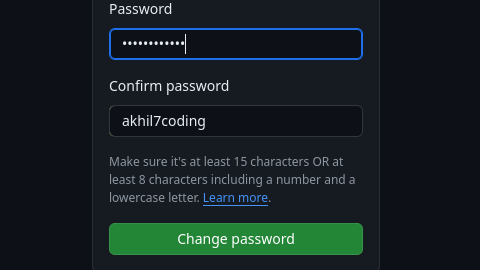 Password
••••••••••••
Confirm password
akhil7coding
Make sure it's at least 15 characters OR at
least 8 characters including a number and a
lowercase letter. Learn more.
Change password